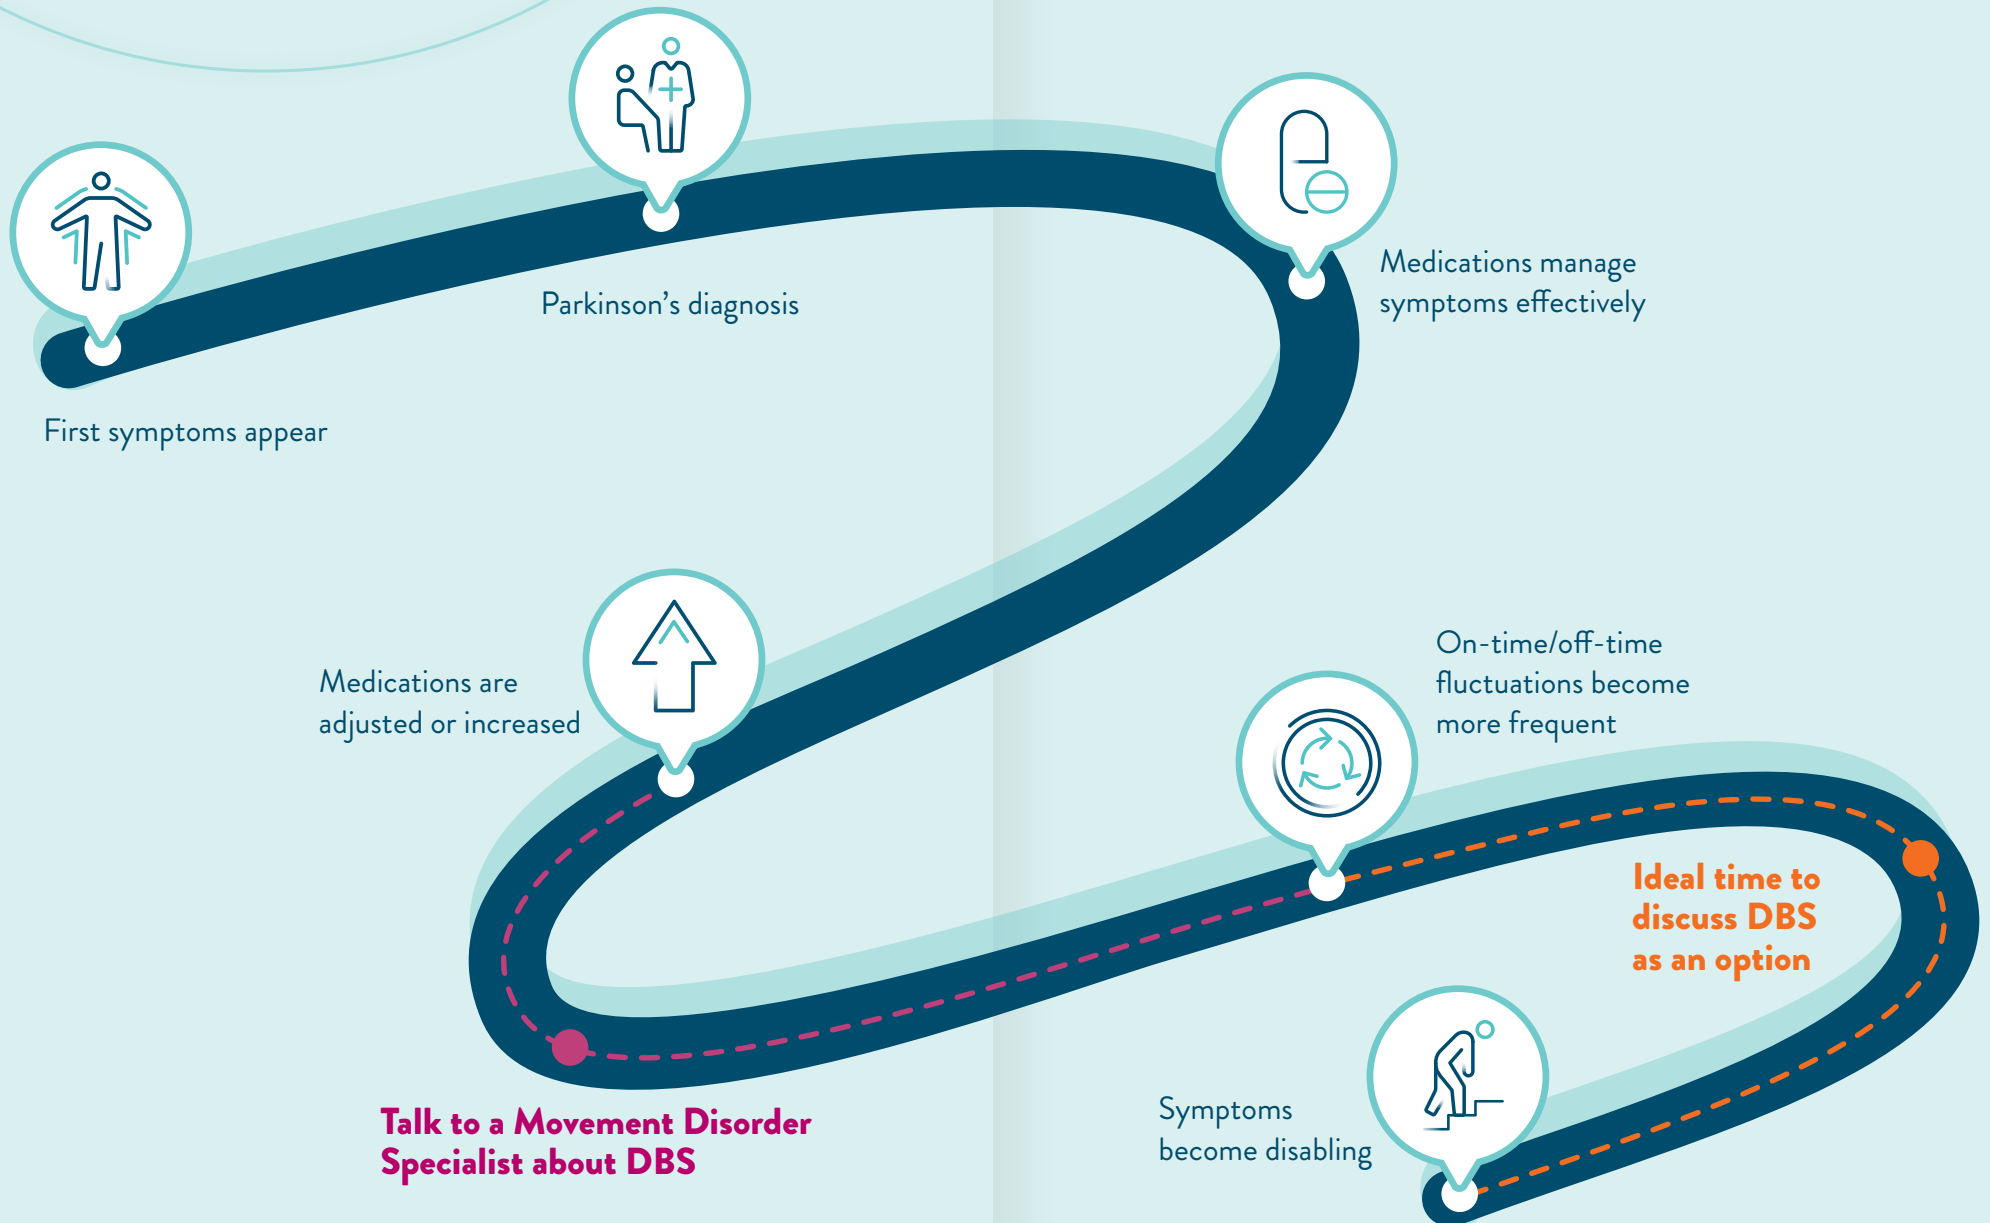 First symptoms appear
Parkinson’s diagnosis
Medications manage
symptoms effectively
Medications are
adjusted or increased
Talk to a Movement Disorder
Specialist about DBS
On-time/off-time
fluctuations become
more frequent
Ideal time to
discuss DBS
as an option
Symptoms
become disabling